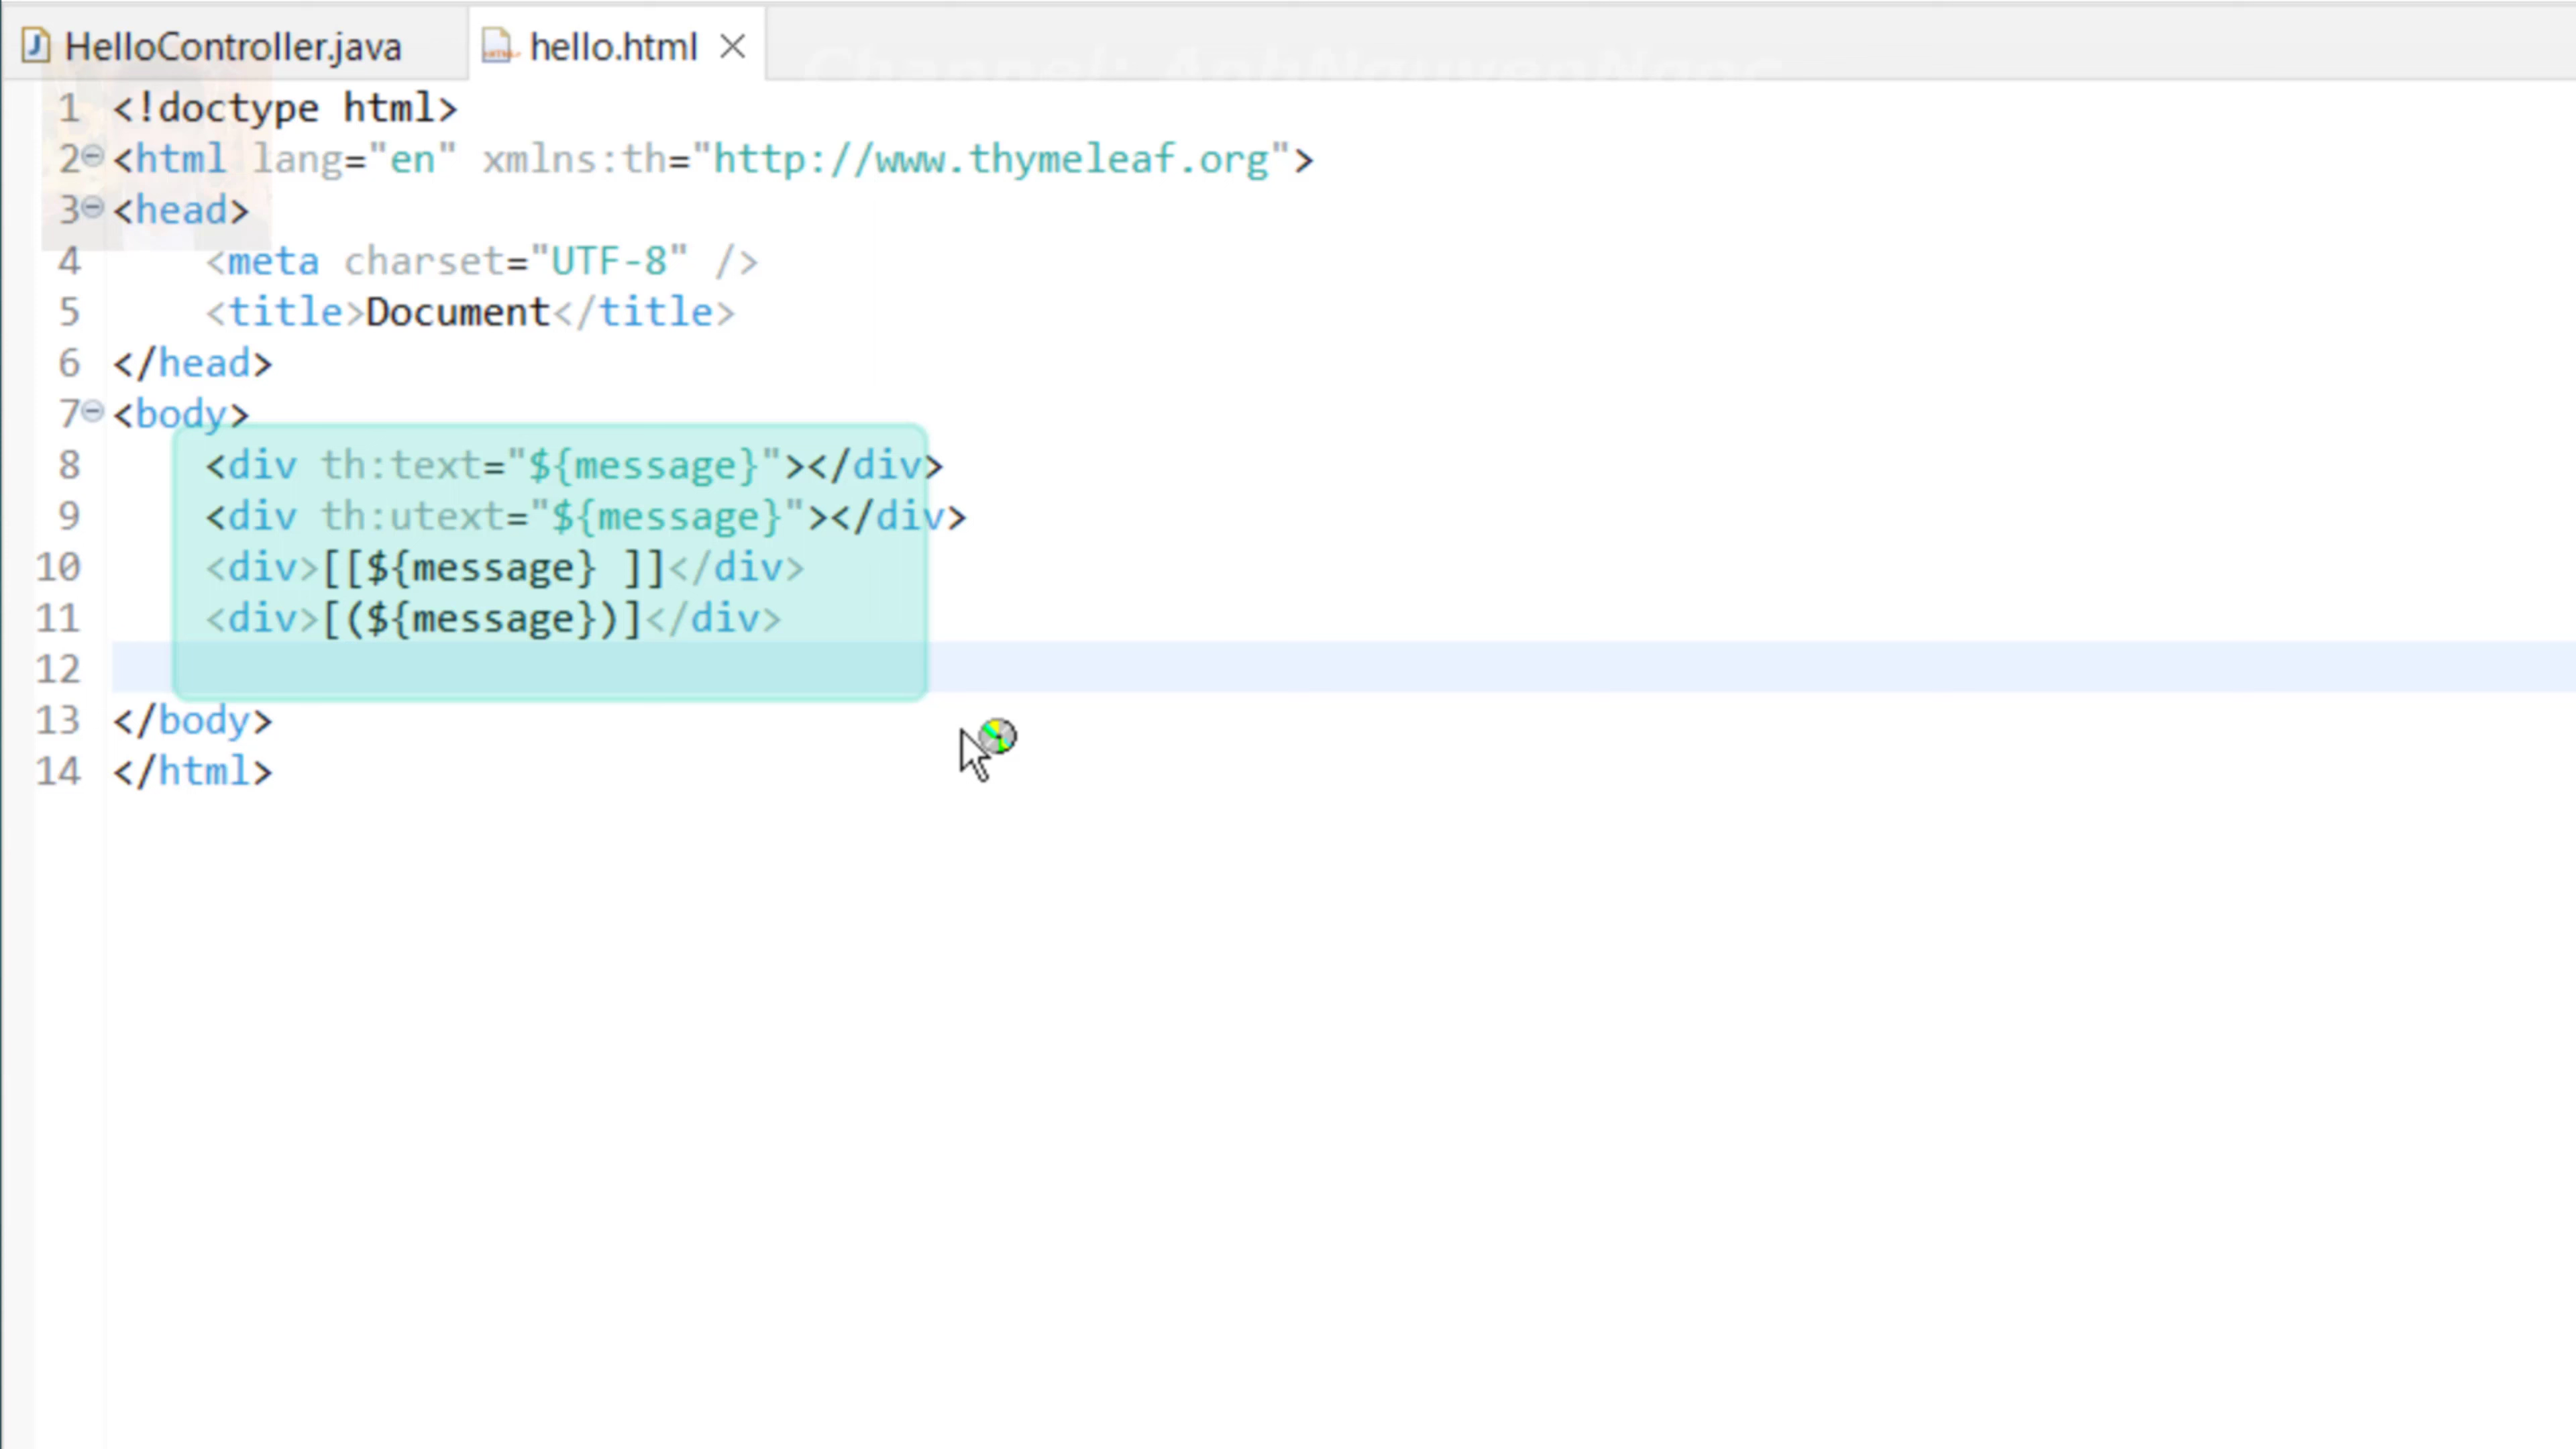 HelloController.java
hello.html
1 <!doctype html>
2 <html lang="en" xmlns:th="http://www.thymeleaf.org">
3 <head>
4 <meta charset="UTF-8" />
5 <title>Document</title>
6 </head>
7 <body>
8 <div th:text="${message}"></div>
9 <div th:utext="${message}"></div>
10 <div>[[${message} ]]</div>
11 <div>[(${message})]</div>
12
13 </body>
14 </html>